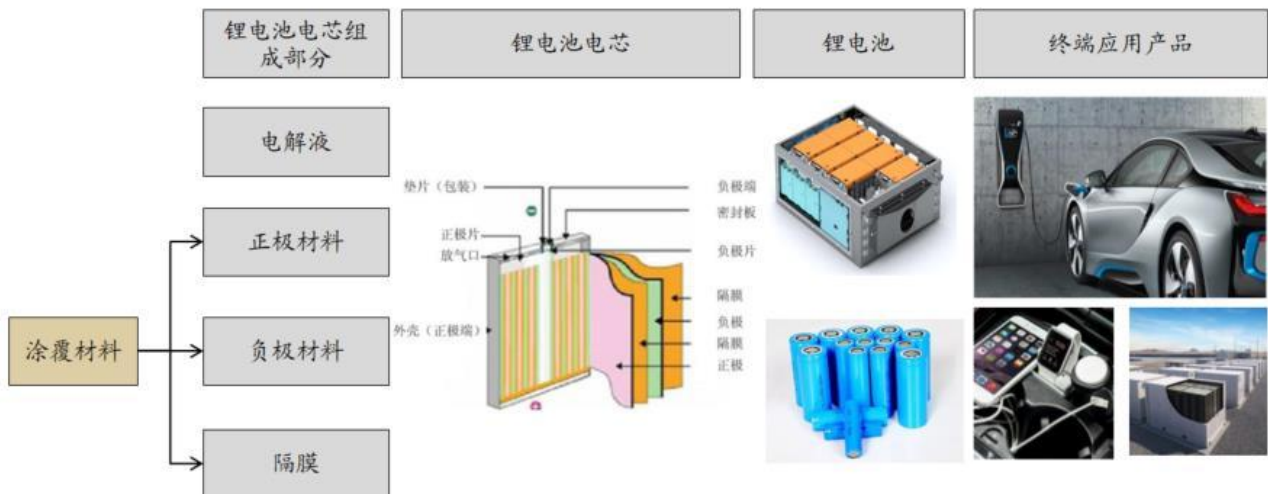 锂电池电芯组
成部分
锂电池电芯
锂电池
终端应用产品
电解液
正极材料
涂覆材料
负极材料
隔膜
垫片（包装）
正极片
放气口
外壳（正极端）
负极端
密封板
负极片
隔膜
负极
隔膜
正极